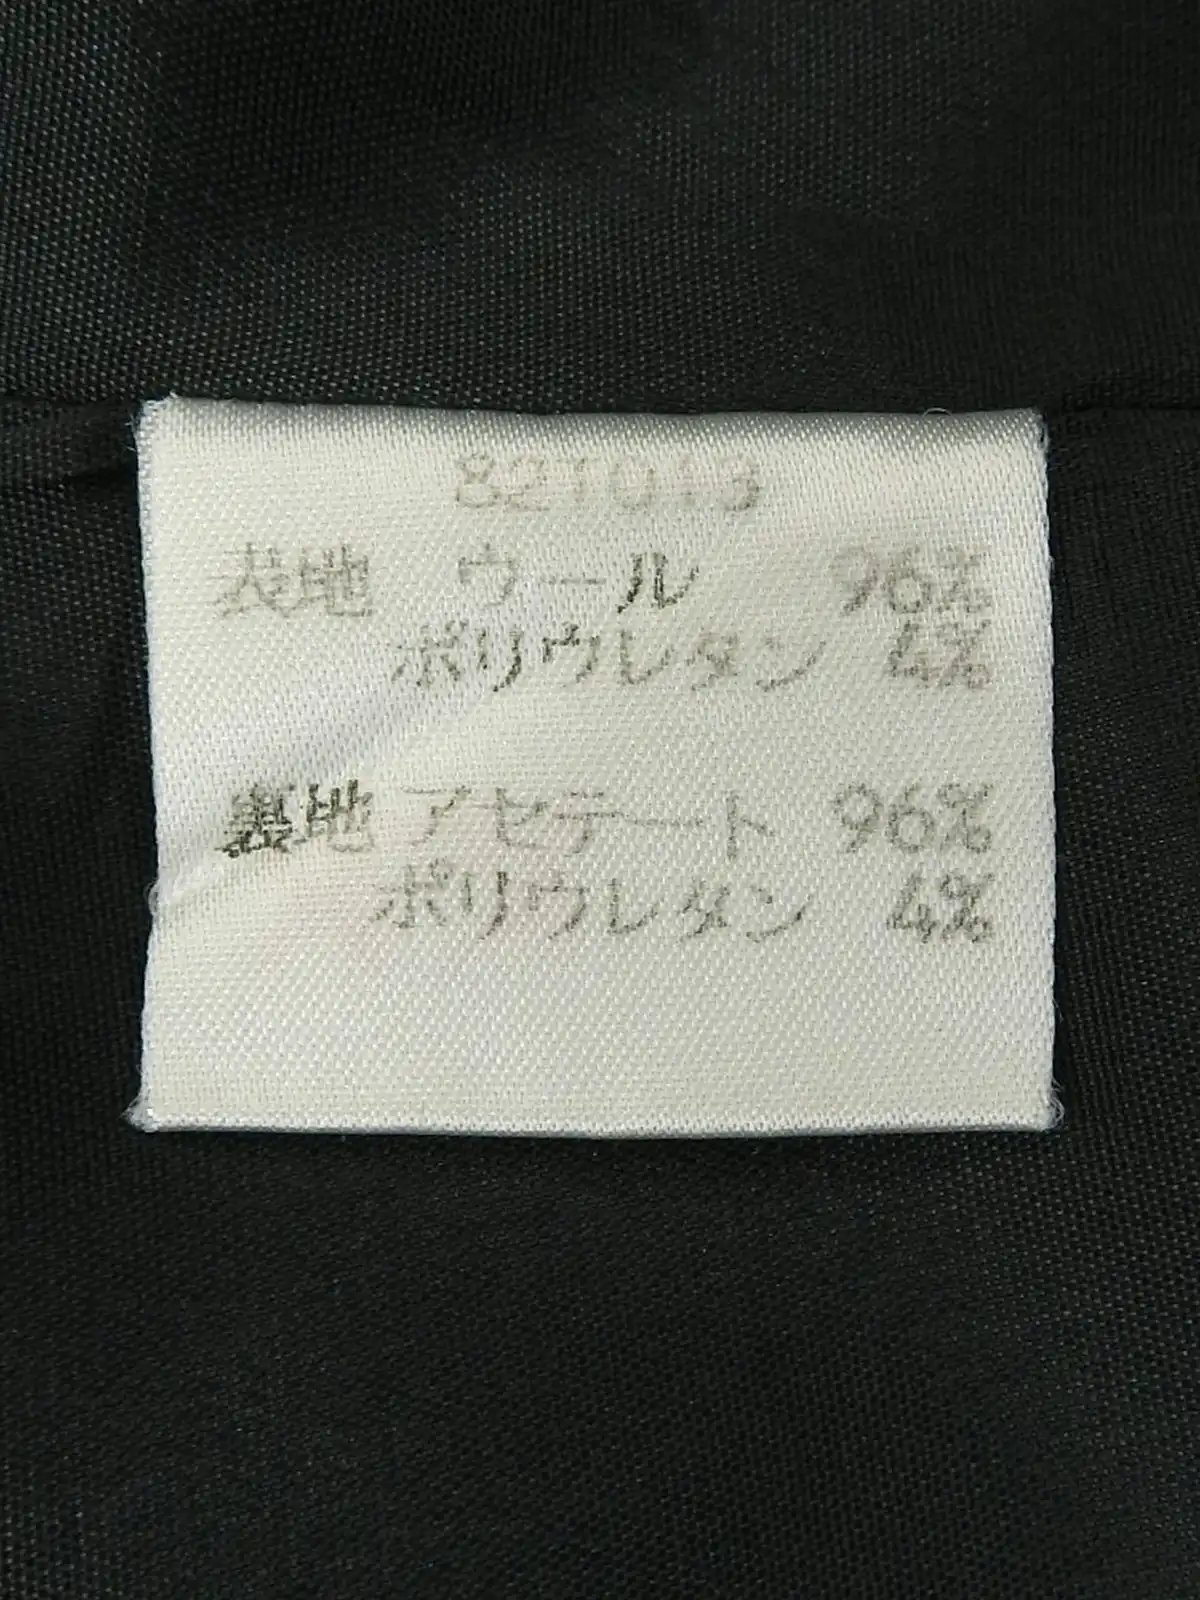 82T013
表地 ウール 96%
ポリウレタン 4%
裏地 アセテート 96%
ポリウレタン 4%